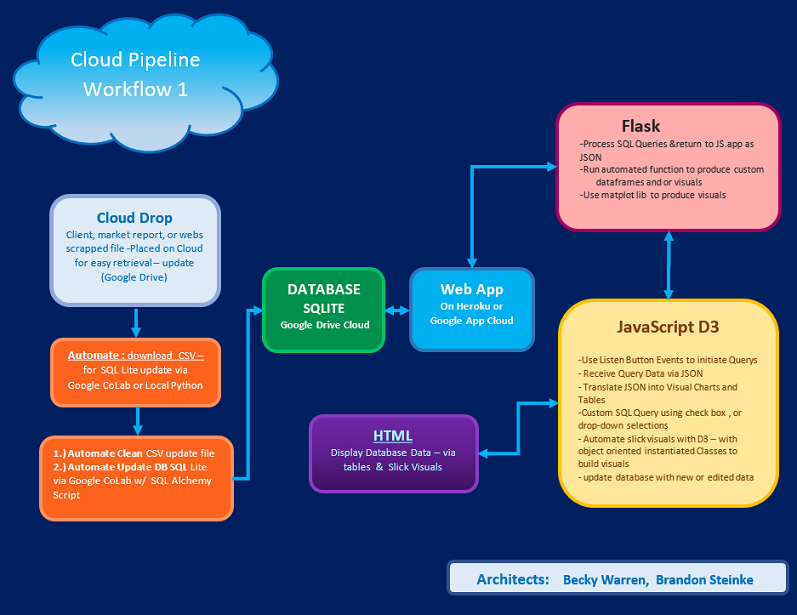 Cloud Pipeline
Workflow 1
Flask
-Process SQL Queries &return to JS.app as
JSON
-Run automated function to produce custom
dataframes and or visuals
-Use matplot lib to produce visuals
Cloud Drop
Client, market report, or webs
scrapped file -Placed on Cloud
for easy retrieval – update
(Google Drive)
DATABASE
SQLITE
Google Drive Cloud
Web App
On Heroku or
Google App Cloud
Automate : download CSV –
for SQL Lite update via
Google CoLab or Local Python
JavaScript D3
-Use Listen Button Events to initiate Querys
- Receive Query Data via JSON
- Translate JSON into Visual Charts and
Tables
-Custom SQL Query using check box , or
drop-down selections
- Automate slick visuals with D3 – with
object oriented instantiated Classes to
build visuals
- update database with new or edited data
HTML
Display Database Data – via
tables & Slick Visuals
1.) Automate Clean CSV update file
2.) Automate Update DB SQL Lite
via Google CoLab w/ SQL Alchemy
Script
Architects: Becky Warren, Brandon Steinke